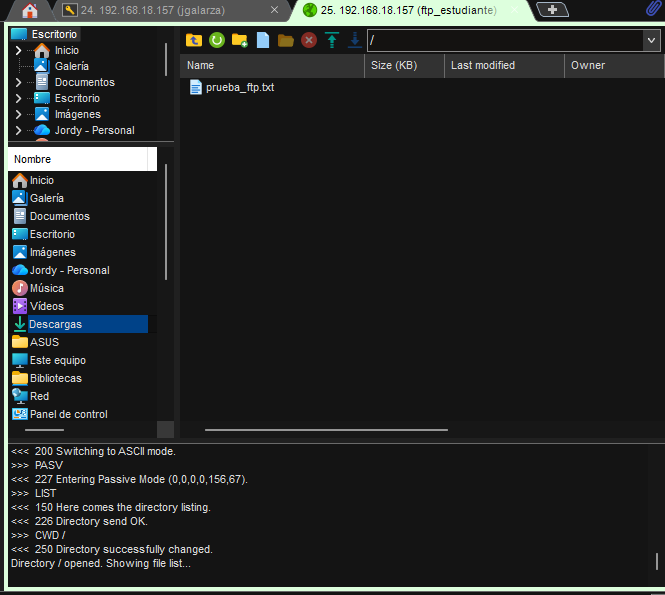 24. 192.168.18.157 (jgalarza)
25. 192.168.18.157 (ftp_estudiante)
Escritorio
Inicio
Galería
Documentos
Escritorio
Imágenes
Jordy - Personal
Nombre
Inicio
Galería
Documentos
Escritorio
Imágenes
Jordy - Personal
Música
Vídeos
Descargas
ASUS
Este equipo
Bibliotecas
Red
Panel de control
/
Name Size (KB) Last modified Owner
prueba_ftp.txt
<<< 200 Switching to ASCII mode.
>>> PASV
<<< 227 Entering Passive Mode (0,0,0,0,156,67).
>>> LIST
<<< 150 Here comes the directory listing.
<<< 226 Directory send OK.
>>> CWD /
<<< 250 Directory successfully changed.
Directory / opened. Showing file list...